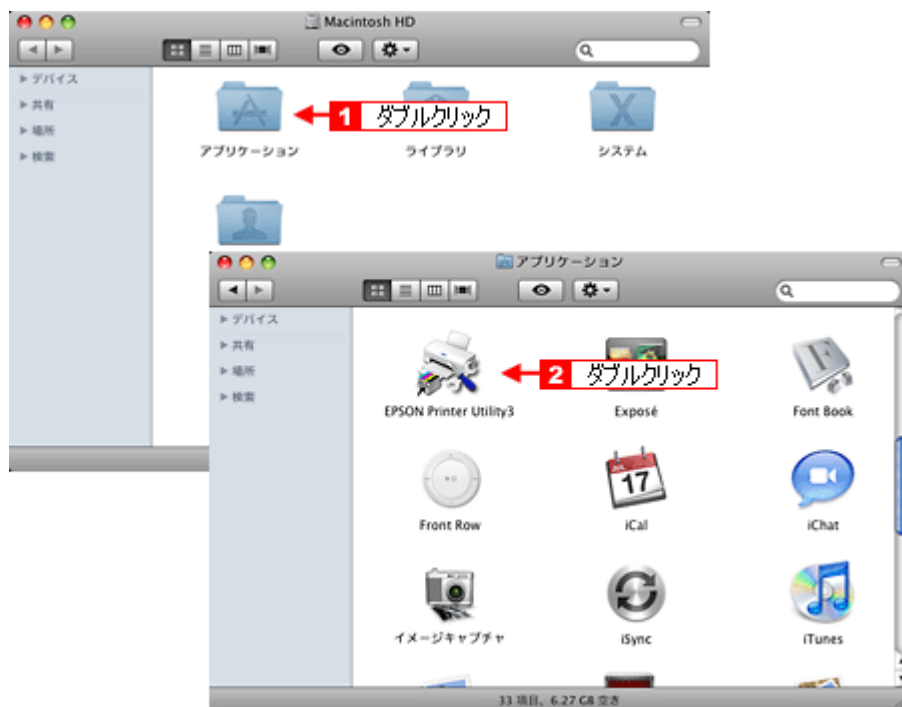 Macintosh HD
デバイス
共有
場所
検索
1 ダブルクリック
アプリケーション
ライブラリ
システム
アプリケーション
デバイス
共有
場所
検索
2 ダブルクリック
EPSON Printer Utility3
Exposé
Font Book
JUL
17
Front Row
iCal
iChat
イメージキャプチャ
iSync
iTunes
33 項目、6.27 GB 空き